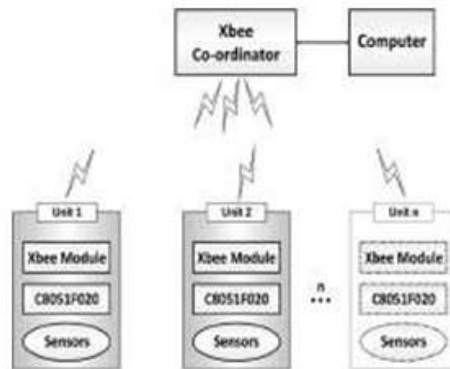 Xbee
Co-ordinator
Computer
Unit 1
Xbee Module
C8051F020
Sensors
Unit 2
Xbee Module
C8051F020
Sensors
n
...
Unit n
Xbee Module
C8051F020
Sensors